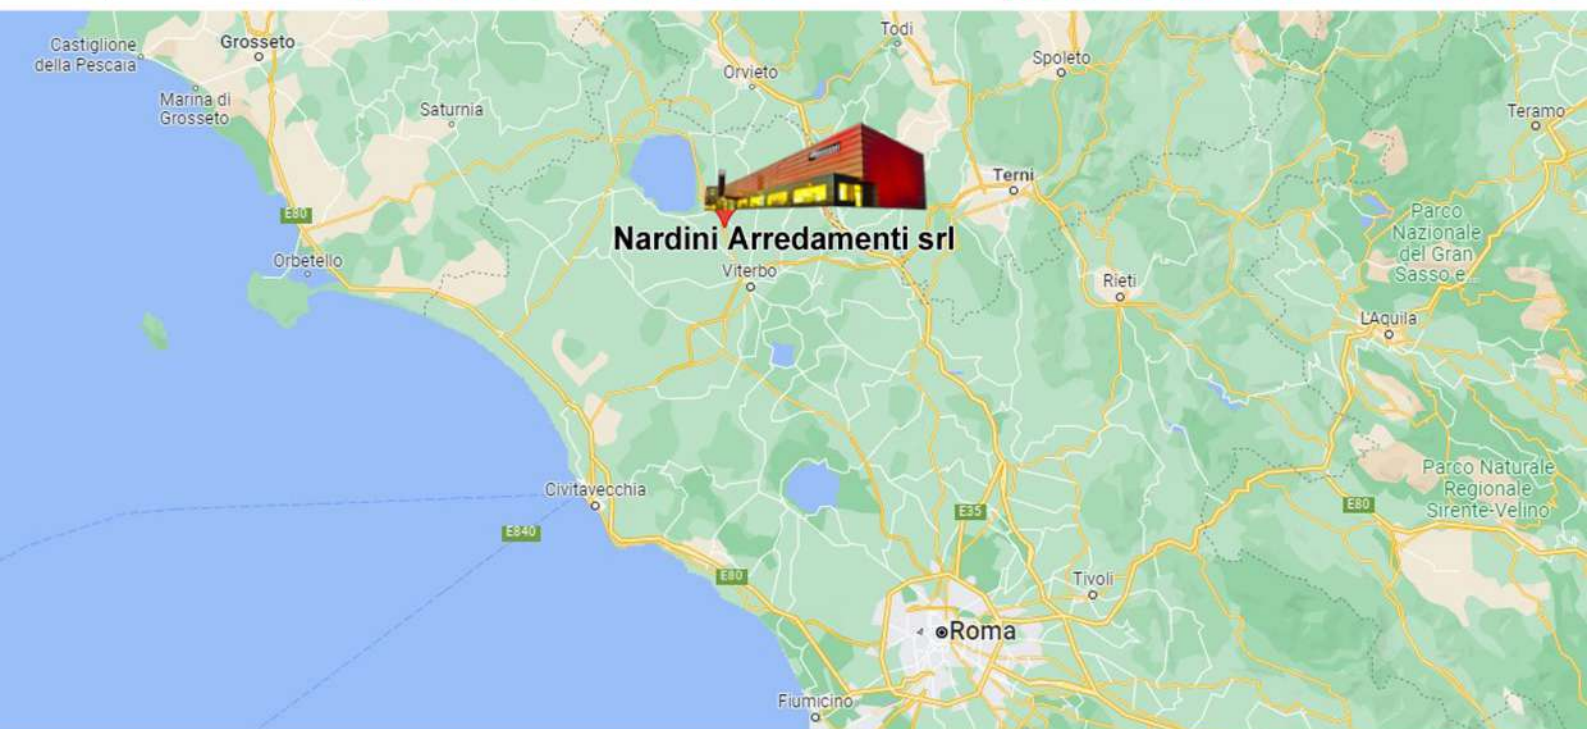 Castiglione
della Pescaia
Grosseto
Todi
Spoleto
Orvieto
Marina di
Grosseto
Saturnia
Teramo
Terni
E80
Parco
Nazionale
del Gran
Sasso e...
Nardini Arredamenti srl
Orbetello
Viterbo
Rieti
L'Aquila
Civitavecchia
Parco Naturale
Regionale
Sirente-Velino
E840
E35
E80
E80
Tivoli
Roma
Fiumicino